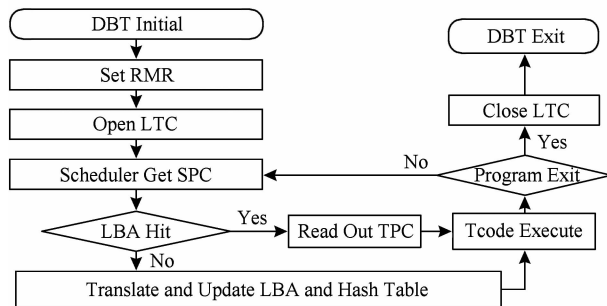 DBT Initial
Set RMR
Open LTC
Scheduler Get SPC
LBA Hit
Yes
No
Read Out TPC
Translate and Update LBA and Hash Table
Tcode Execute
Program Exit
No
Yes
Close LTC
DBT Exit